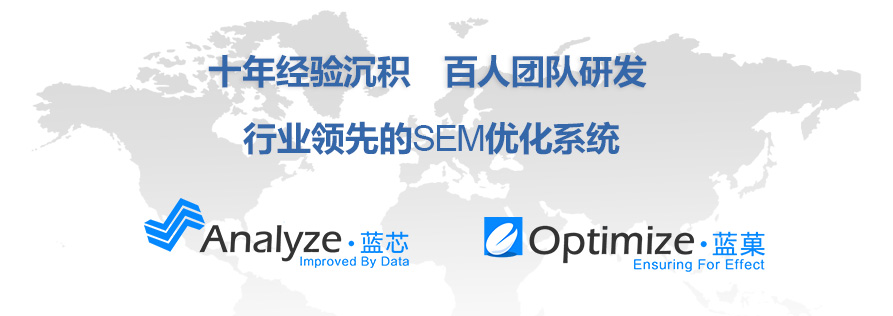 十年经验沉积 百人团队研发
行业领先的SEM优化系统
Analyze·蓝芯
Improved By Data
Optimize·蓝菓
Ensuring For Effect